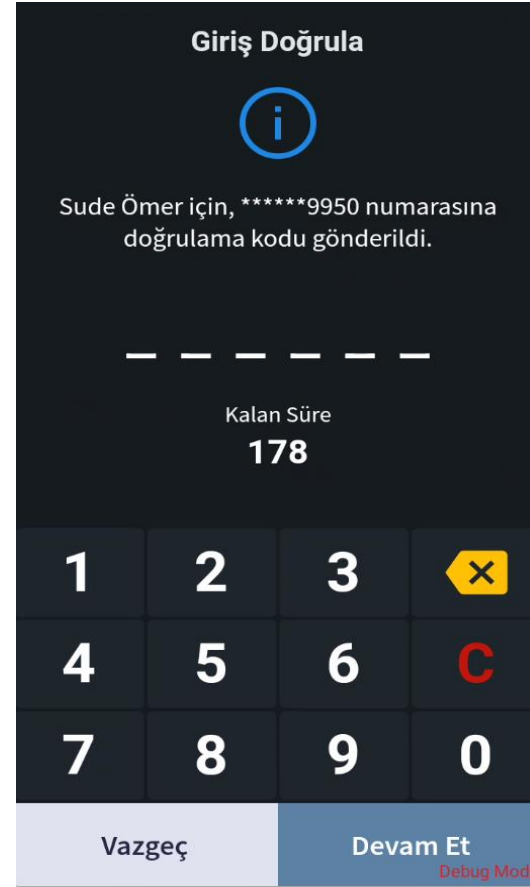 Giriş Doğrula
i
Sude Ömer için, ******9950 numarasına
doğrulama kodu gönderildi.
_ _ _ _ _ _
Kalan Süre
178
1 2 3
4 5 6 C
7 8 9 0
Vazgeç Devam Et
Debug Mod